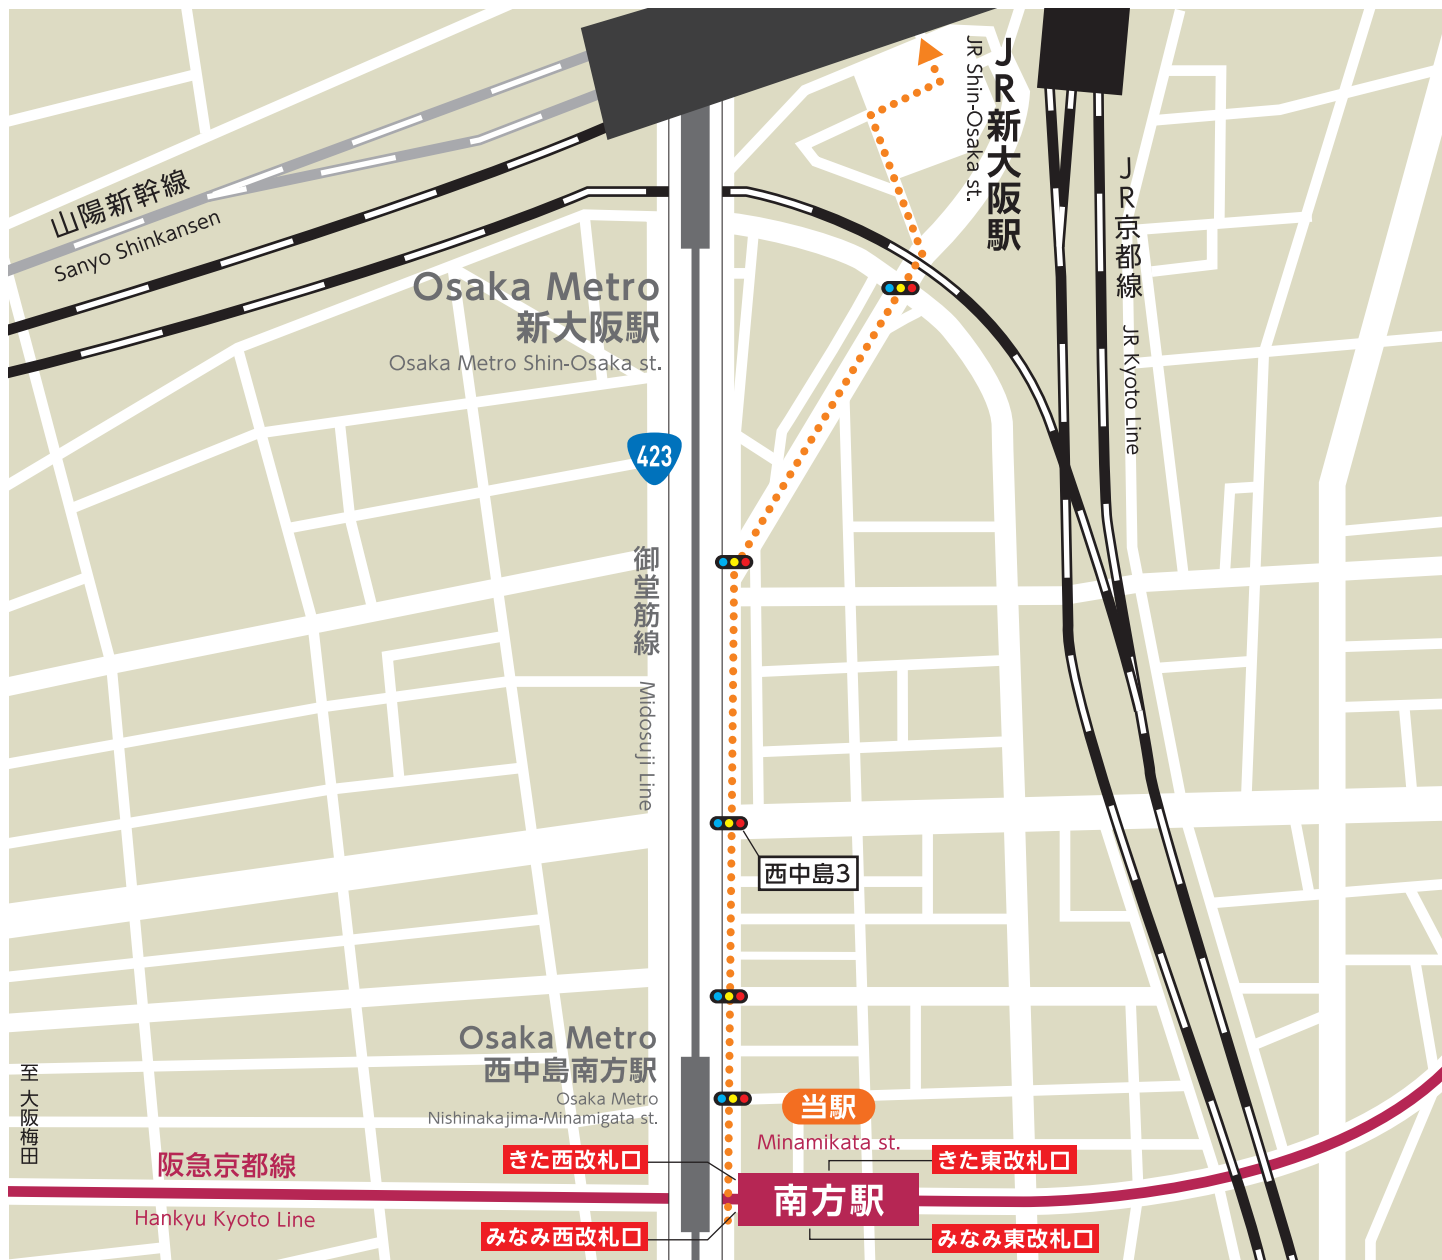 JR新大阪駅
JR Shin-Osaka st.
山陽新幹線
Sanyo Shinkansen
JR京都線
JR Kyoto Line
Osaka Metro
新大阪駅
Osaka Metro Shin-Osaka st.
423
御堂筋線
Midosuji Line
西中島3
Osaka Metro
西中島南方駅
Osaka Metro
Nishinakajima-Minamigata st.
至 大阪梅田
当駅
Minamikata st.
きた西改札口
きた東改札口
阪急京都線
南方駅
Hankyu Kyoto Line
みなみ西改札口
みなみ東改札口